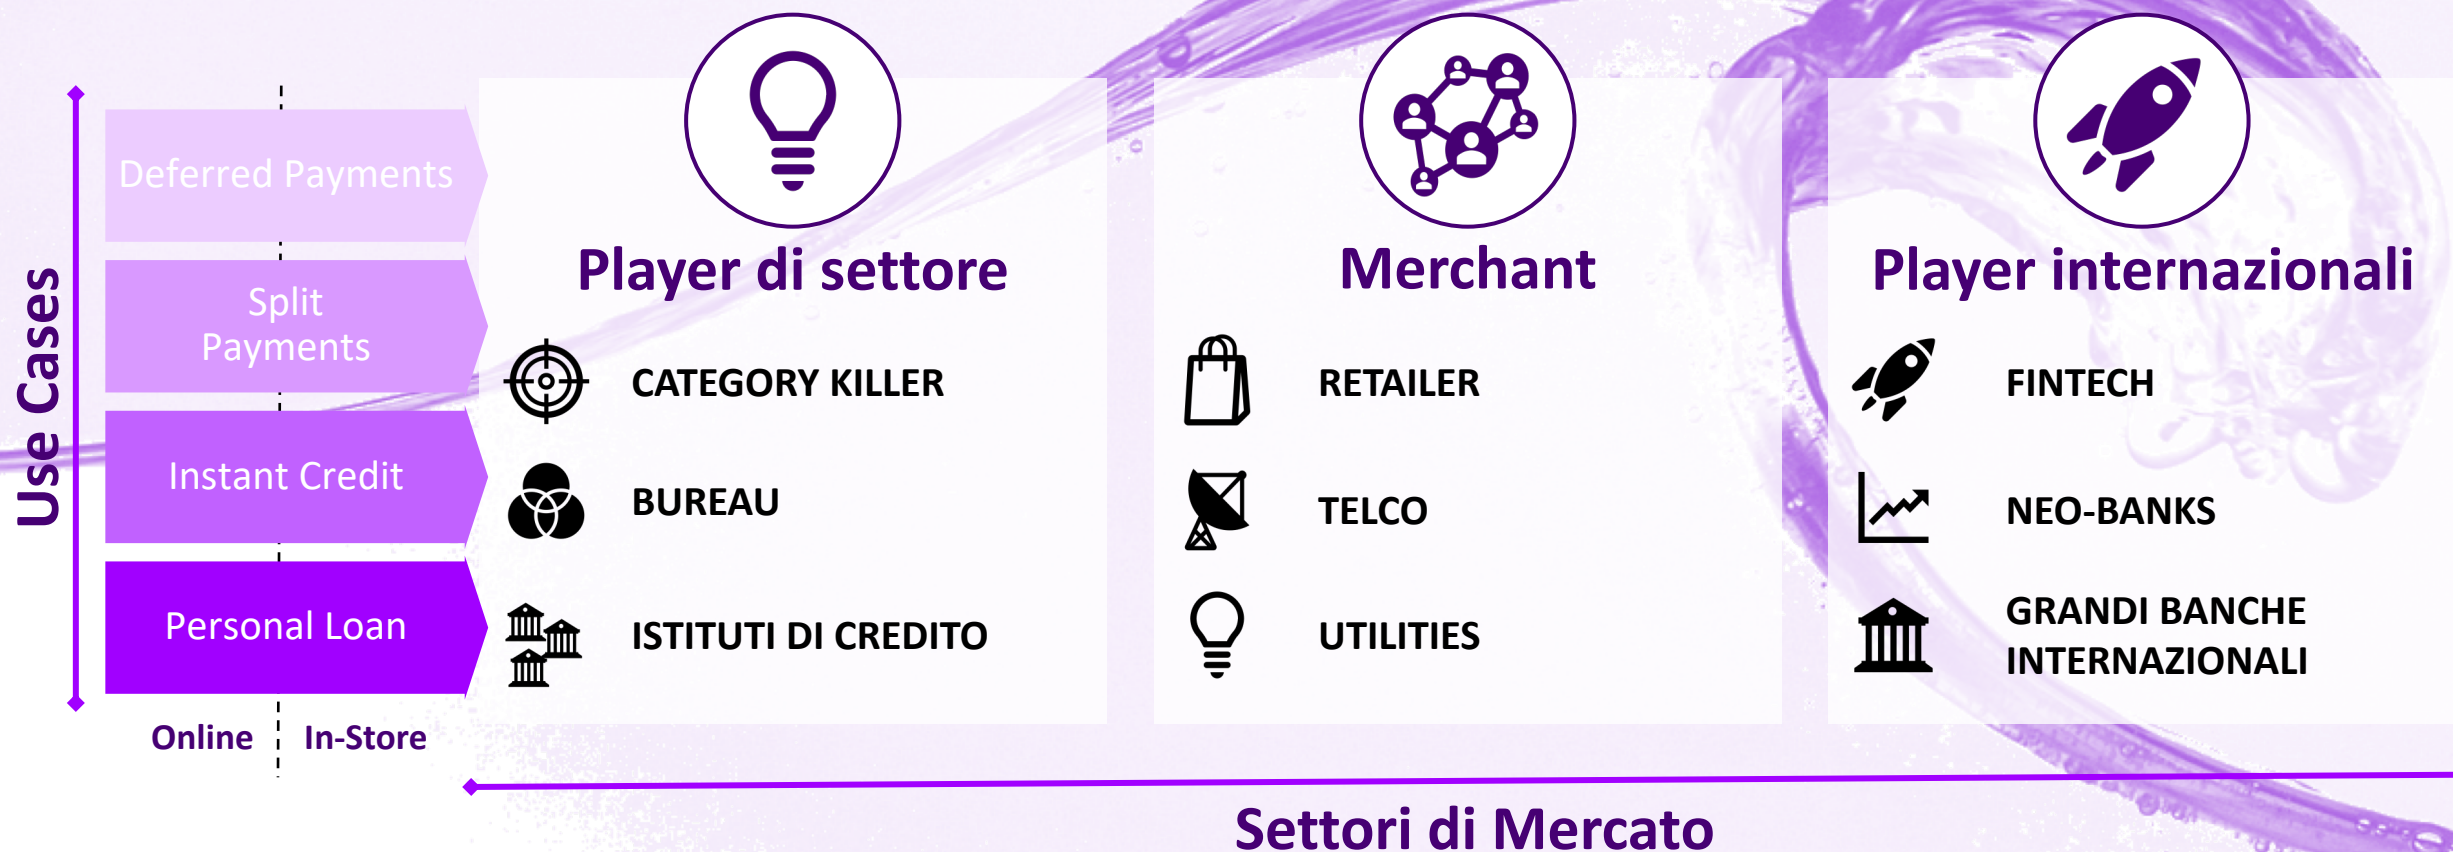 Use Cases
Deferred Payments
Split
Payments
Instant Credit
Personal Loan
Online
In-Store
Player di settore
CATEGORY KILLER
BUREAU
ISTITUTI DI CREDITO
Merchant
RETAILER
TELCO
UTILITIES
Player internazionali
FINTECH
NEO-BANKS
GRANDI BANCHE
INTERNAZIONALI
Settori di Mercato